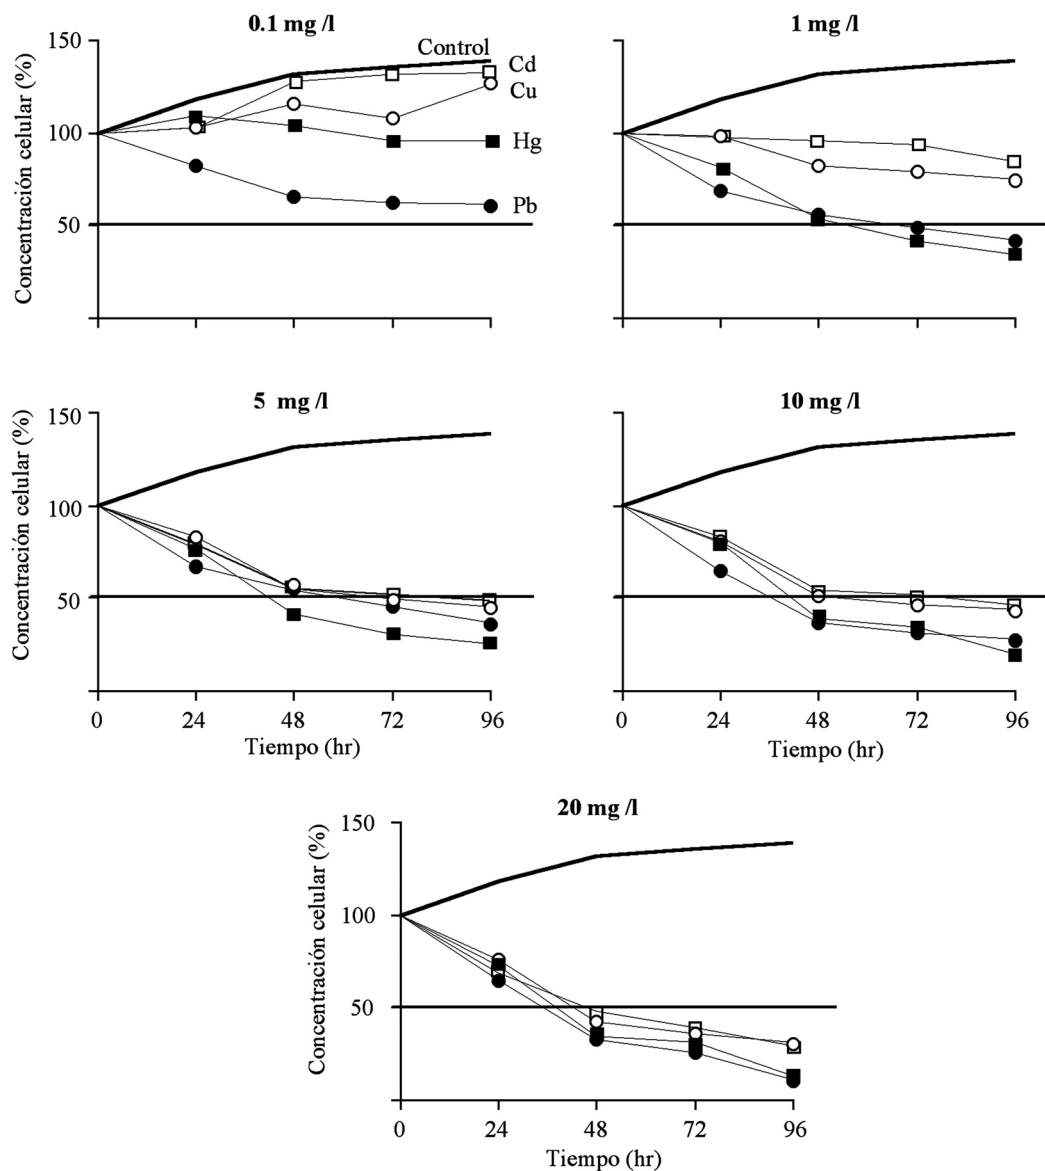 0.1 mg /l
Concentración celular (%)
150
100
50
Control
Cd
Cu
Hg
Pb
1 mg /l
5 mg /l
Concentración celular (%)
150
100
50
0 24 48 72 96
Tiempo (hr)
10 mg /l
0 24 48 72 96
Tiempo (hr)
20 mg /l
Concentración celular (%)
150
100
50
0 24 48 72 96
Tiempo (hr)